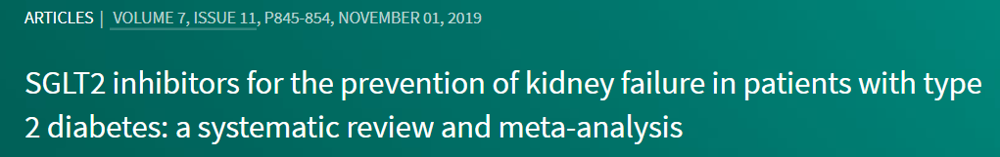 ARTICLES | VOLUME 7, ISSUE 11, P845-854, NOVEMBER 01, 2019
SGLT2 inhibitors for the prevention of kidney failure in patients with type
2 diabetes: a systematic review and meta-analysis